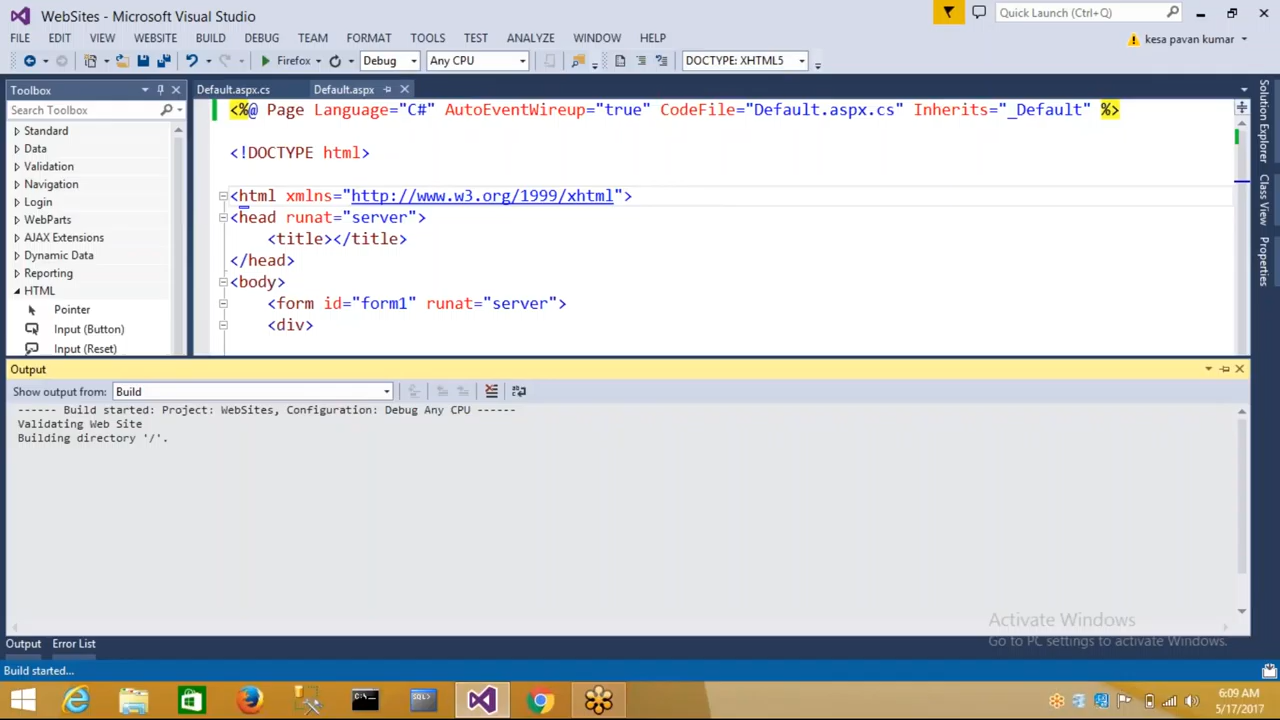 WebSites - Microsoft Visual Studio
Quick Launch (Ctrl+Q)
FILE EDIT VIEW WEBSITE BUILD DEBUG TEAM FORMAT TOOLS TEST ANALYZE WINDOW HELP
kesa pavan kumar
Firefox Debug Any CPU DOCTYPE: XHTML5
Toolbox
Search Toolbox
Standard
Data
Validation
Navigation
Login
WebParts
AJAX Extensions
Dynamic Data
Reporting
HTML
Pointer
Input (Button)
Input (Reset)
Default.aspx.cs Default.aspx
<%@ Page Language="C#" AutoEventWireup="true" CodeFile="Default.aspx.cs" Inherits="_Default" %>
<!DOCTYPE html>
<html xmlns="http://www.w3.org/1999/xhtml">
<head runat="server">
<title></title>
</head>
<body>
<form id="form1" runat="server">
<div>
Solution Explorer
Class View
Properties
Output
Show output from: Build
------ Build started: Project: WebSites, Configuration: Debug Any CPU ------
Validating Web Site
Building directory '/'.
Activate Windows
Go to PC settings to activate Windows.
Output Error List
Build started...
6:09 AM
5/17/2017